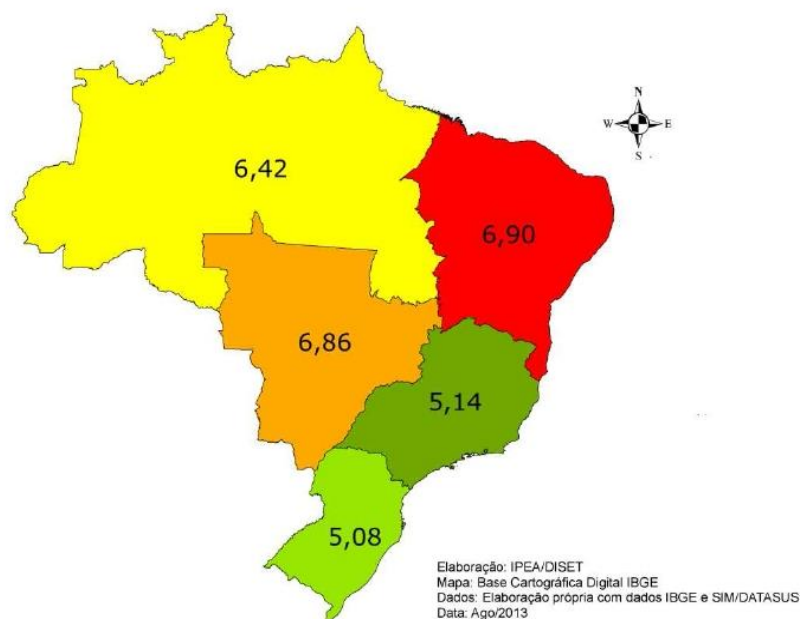 N
W E
S
6,42
6,90
6,86
5,14
5,08
Elaboração: IPEA/DISET
Mapa: Base Cartográfica Digital IBGE
Dados: Elaboração própria com dados IBGE e SIM/DATASUS
Data: Ago/2013